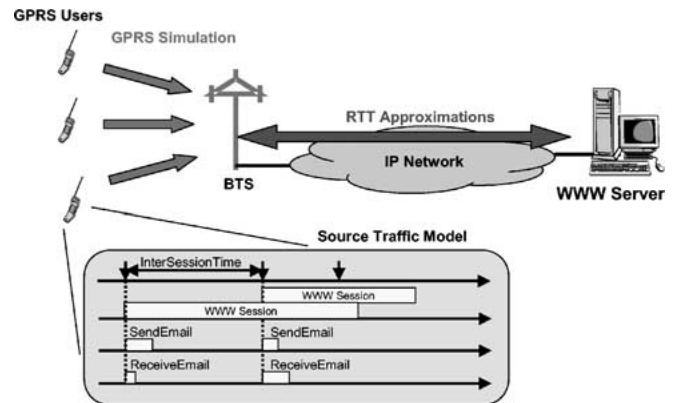 GPRS Users
GPRS Simulation
RTT Approximations
IP Network
BTS
WWW Server
Source Traffic Model
InterSessionTime
WWW Session
WWW Session
SendEmail
SendEmail
ReceiveEmail
ReceiveEmail